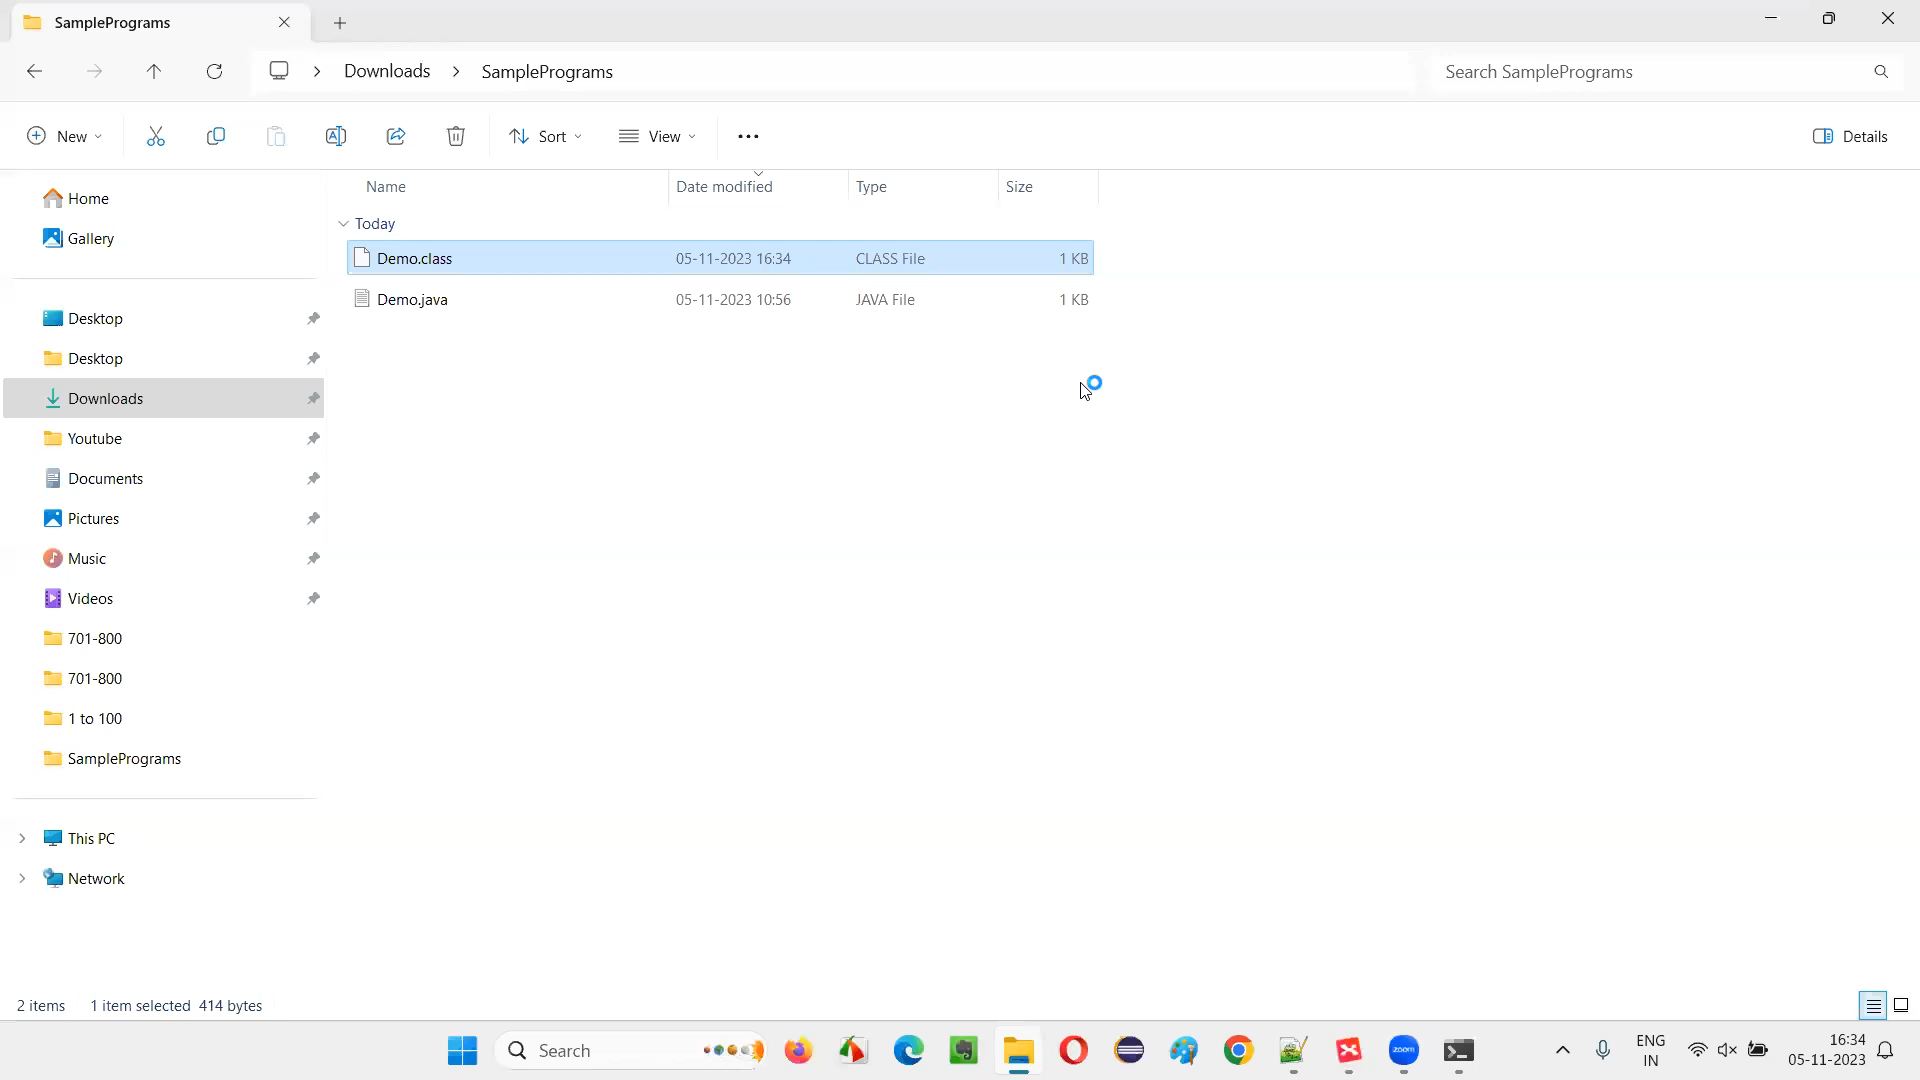 SamplePrograms
Downloads
SamplePrograms
Search SamplePrograms
New
Sort
View
Details
Home
Gallery
Desktop
Desktop
Downloads
Youtube
Documents
Pictures
Music
Videos
701-800
701-800
1 to 100
SamplePrograms
This PC
Network
Name Date modified Type Size
Today
Demo.class 05-11-2023 16:34 CLASS File 1 KB
Demo.java 05-11-2023 10:56 JAVA File 1 KB
2 items 1 item selected 414 bytes
Search
zoom
ENG
IN
16:34
05-11-2023